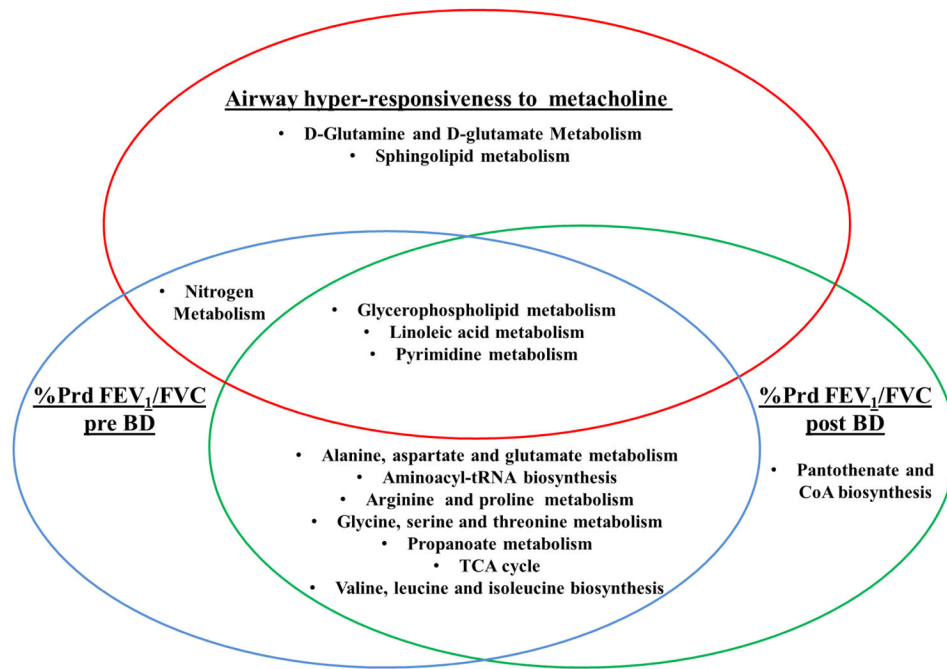 Airway hyper-responsiveness to metacholine
• D-Glutamine and D-glutamate Metabolism
• Sphingolipid metabolism
• Nitrogen
Metabolism
• Glycerophospholipid metabolism
• Linoleic acid metabolism
• Pyrimidine metabolism
%Prd FEV1/FVC
pre BD
%Prd FEV1/FVC
post BD
• Alanine, aspartate and glutamate metabolism
• Aminoacyl-tRNA biosynthesis
• Arginine and proline metabolism
• Glycine, serine and threonine metabolism
• Propanoate metabolism
• TCA cycle
• Valine, leucine and isoleucine biosynthesis
• Pantothenate and
CoA biosynthesis